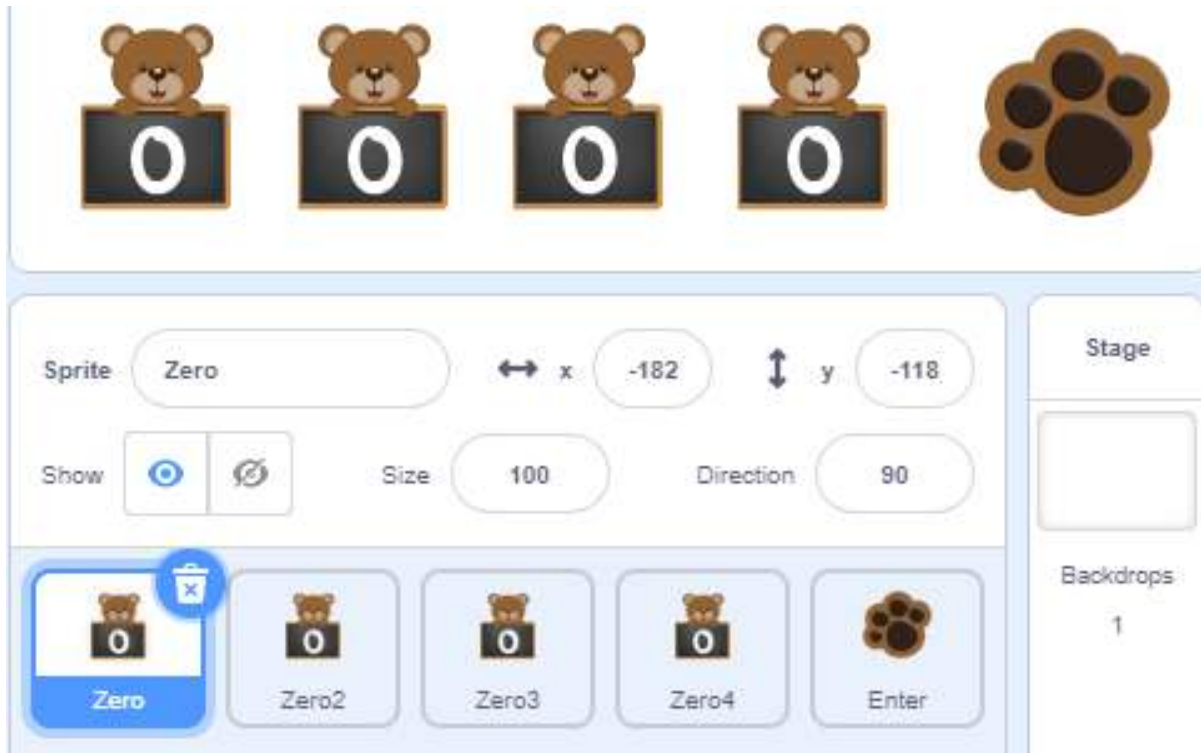 0 0 0 0
Sprite Zero x -182 y -118
Stage
Show Size 100 Direction 90
Backdrops
1
0 0 0 0
Zero Zero2 Zero3 Zero4 Enter